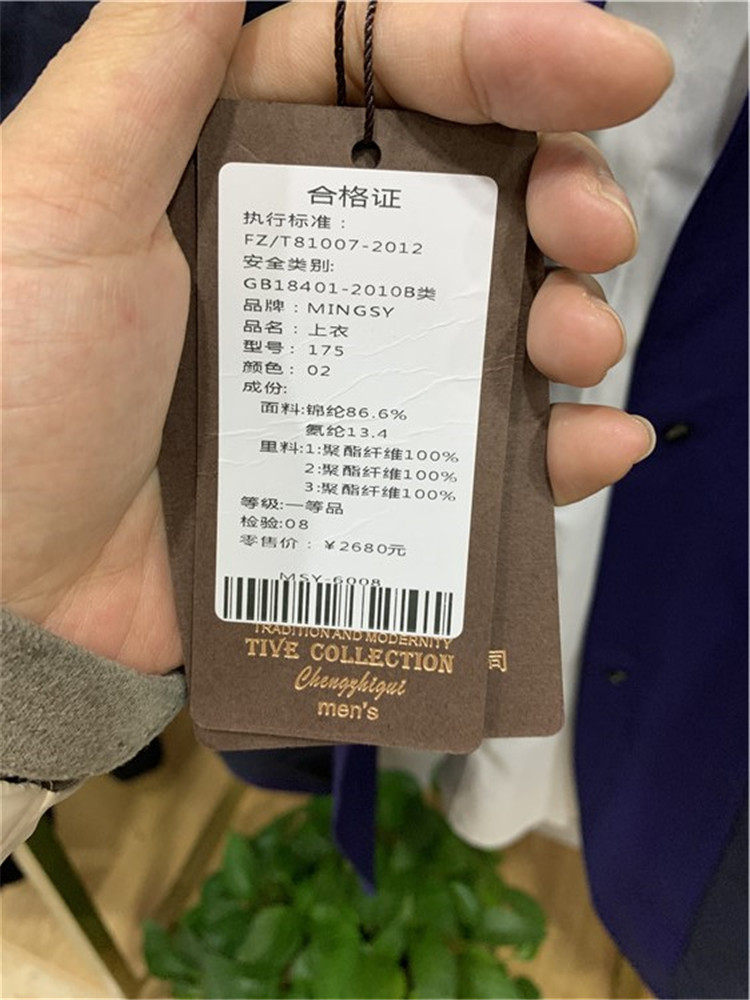 合格证
执行标准：
FZ/T81007-2012
安全类别:
GB18401-2010B类
品牌：MINGSY
品名：上衣
型号：175
颜色：02
成份:
面料:锦纶86.6%
氨纶13.4
里料:1:聚酯纤维100%
2:聚酯纤维100%
3:聚酯纤维100%
等级:一等品
检验:08
零售价：￥2680元
MSY-6008
TRADITION AND MODERNITY
TIVE COLLECTION
Chengzhigui
men's
司